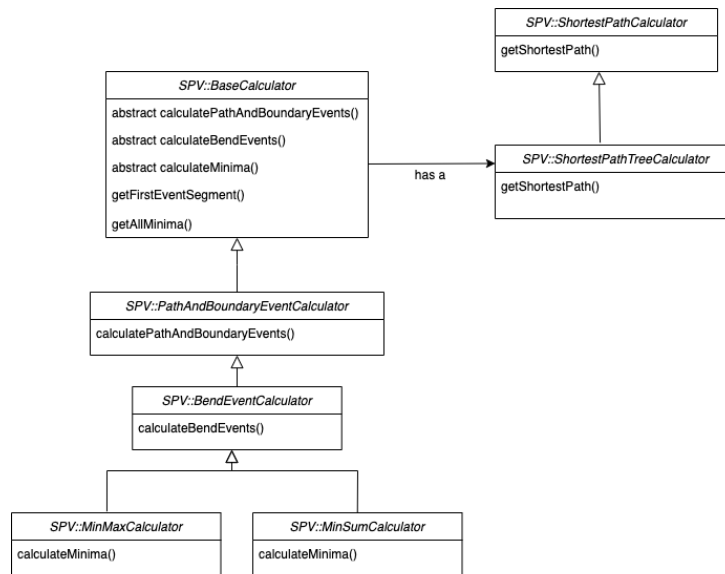 SPV::ShortestPathCalculator
getShortestPath()
SPV::BaseCalculator
abstract calculatePathAndBoundaryEvents()
abstract calculateBendEvents()
abstract calculateMinima()
getFirstEventSegment()
getAllMinima()
has a
SPV::ShortestPathTreeCalculator
getShortestPath()
SPV::PathAndBoundaryEventCalculator
calculatePathAndBoundaryEvents()
SPV::BendEventCalculator
calculateBendEvents()
SPV::MinMaxCalculator
calculateMinima()
SPV::MinSumCalculator
calculateMinima()